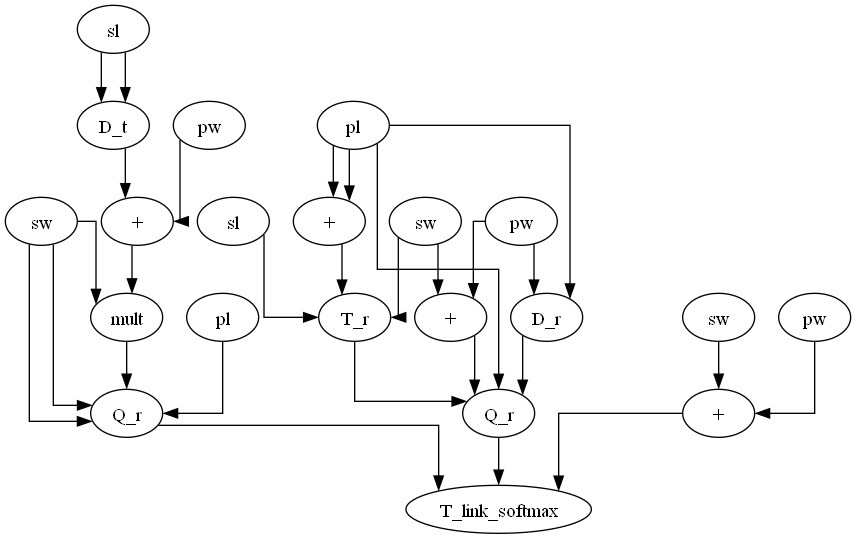 sl
D_t
pw
pl
sw
+
sl
+
sw
pw
mult
pl
T_r
+
D_r
sw
pw
Q_r
Q_r
+
T_link_softmax